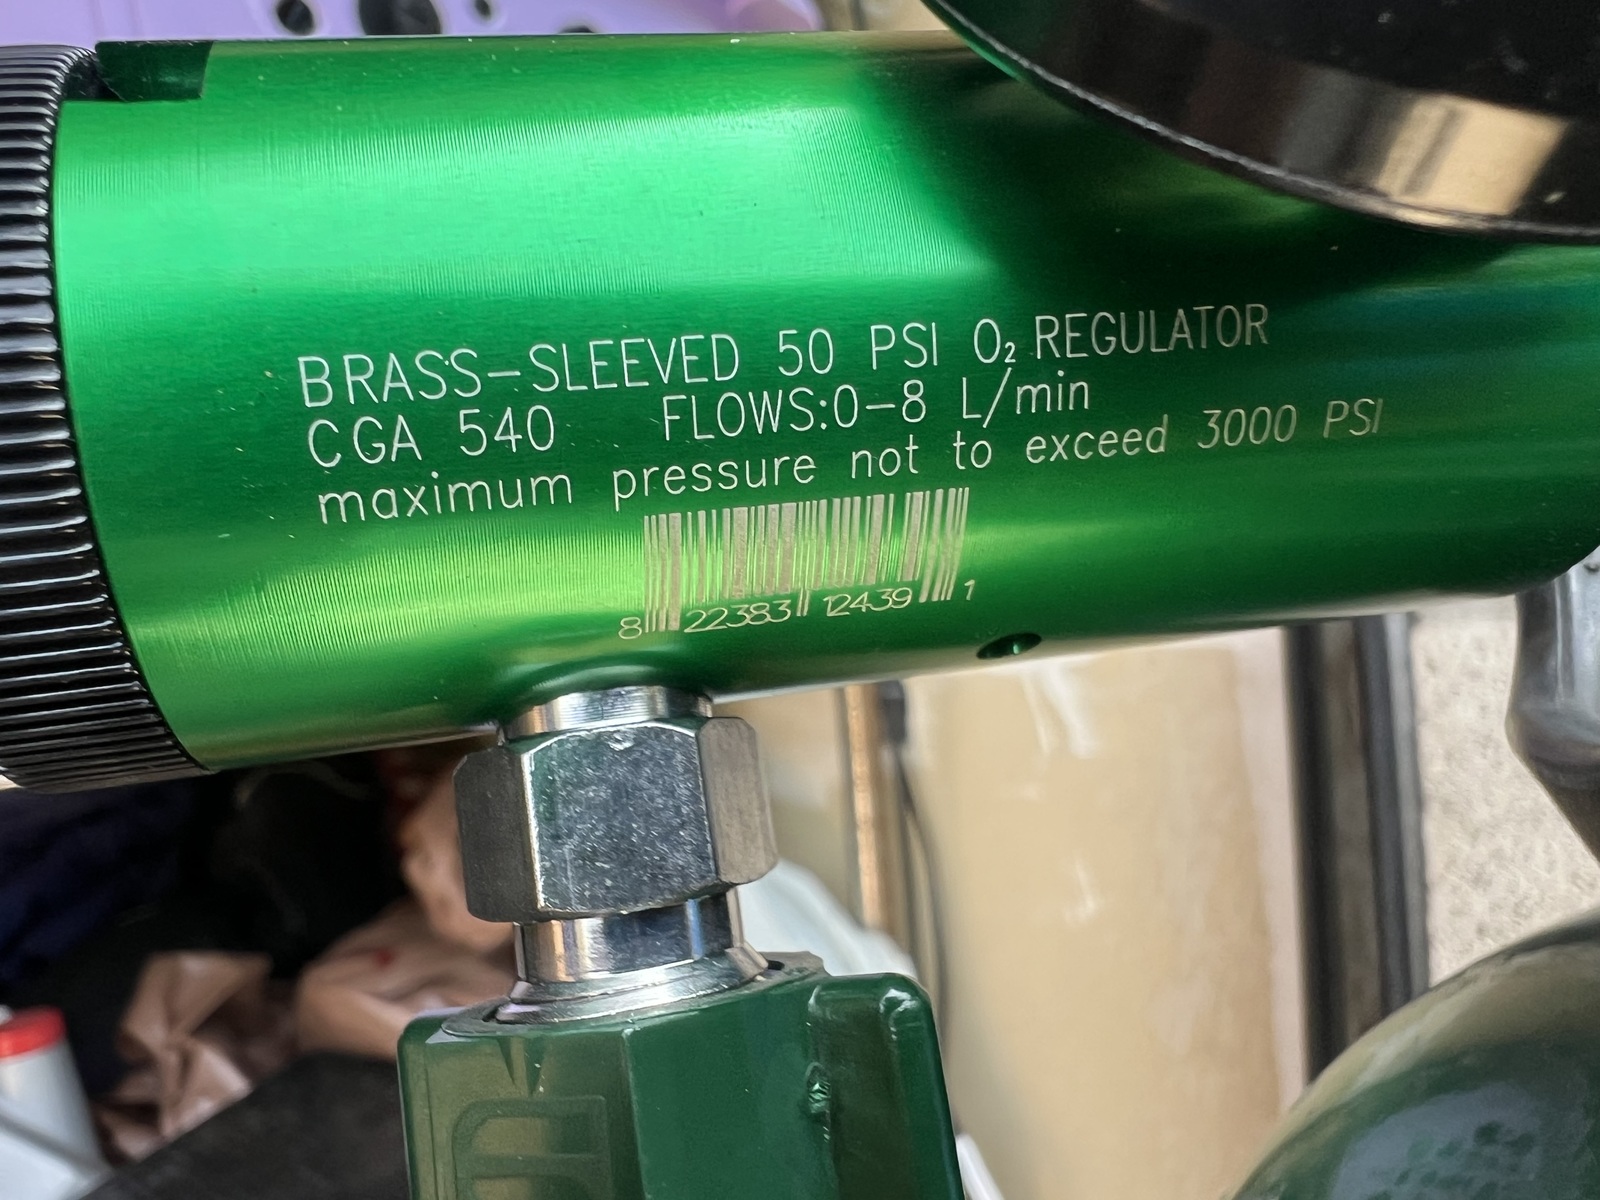 BRASS-SLEEVED 50 PSI O₂ REGULATOR
CGA 540 FLOWS:0-8 L/min
maximum pressure not to exceed 3000 PSI
8 22383 12439 1